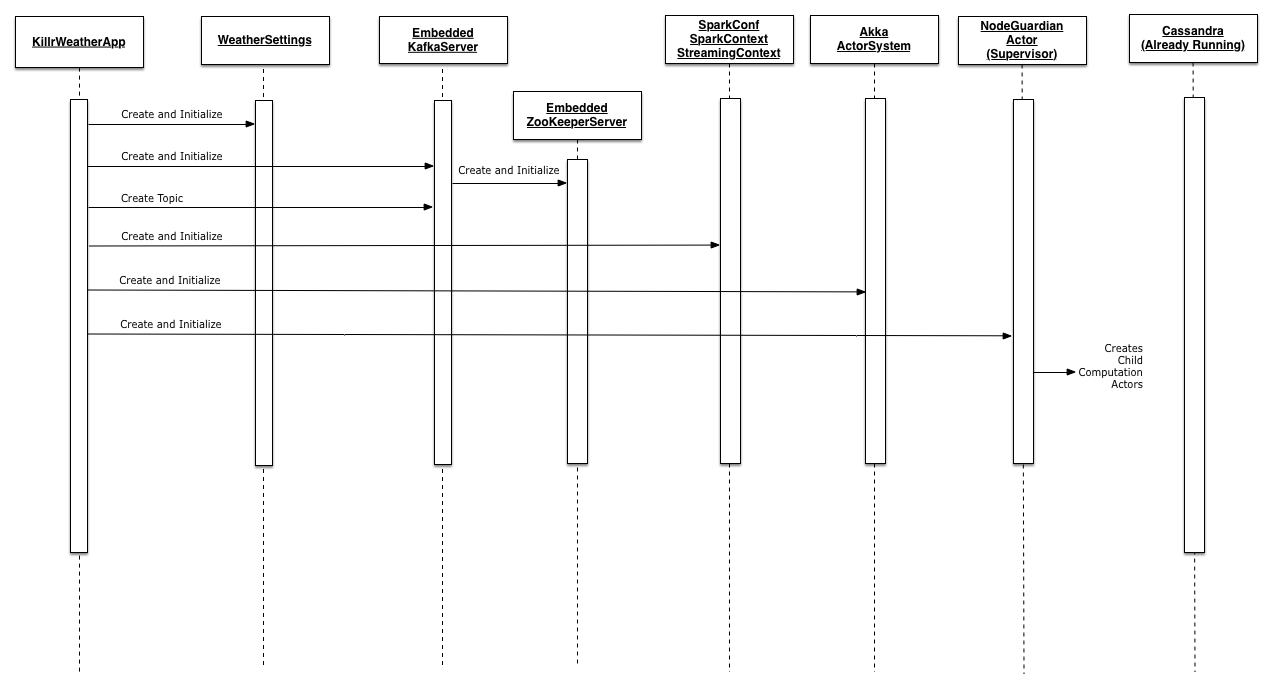 KillrWeatherApp
WeatherSettings
Embedded
KafkaServer
SparkConf
SparkContext
StreamingContext
Akka
ActorSystem
NodeGuardian
Actor
(Supervisor)
Cassandra
(Already Running)
Embedded
ZooKeeperServer
Create and Initialize
Create and Initialize
Create and Initialize
Create Topic
Create and Initialize
Create and Initialize
Create and Initialize
Creates
Child
Computation
Actors